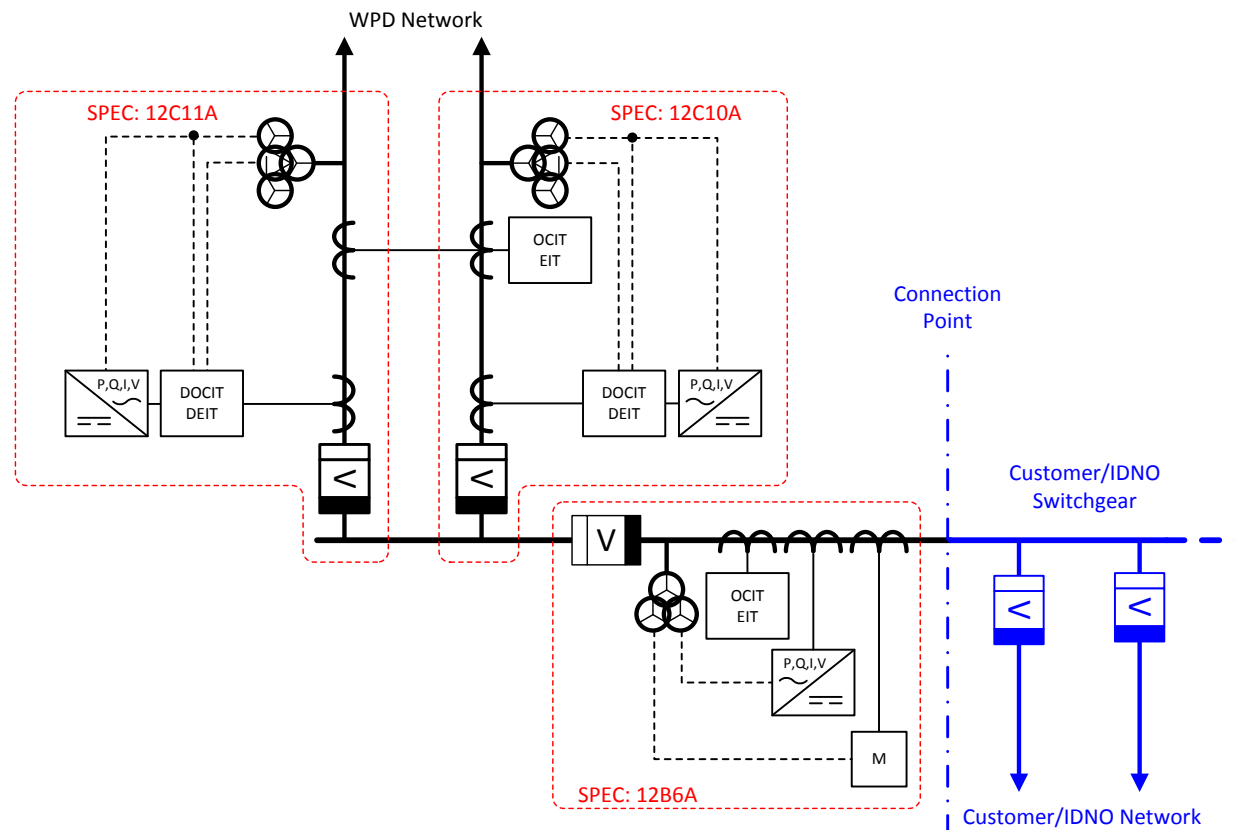 WPD Network
SPEC: 12C11A
SPEC: 12C10A
OCIT
EIT
Connection
Point
P,Q,I,V
DOCIT
DEIT
DOCIT
DEIT
P,Q,I,V
V
V
Customer/IDNO
Switchgear
V
OCIT
EIT
V
V
P,Q,I,V
M
SPEC: 12B6A
Customer/IDNO Network